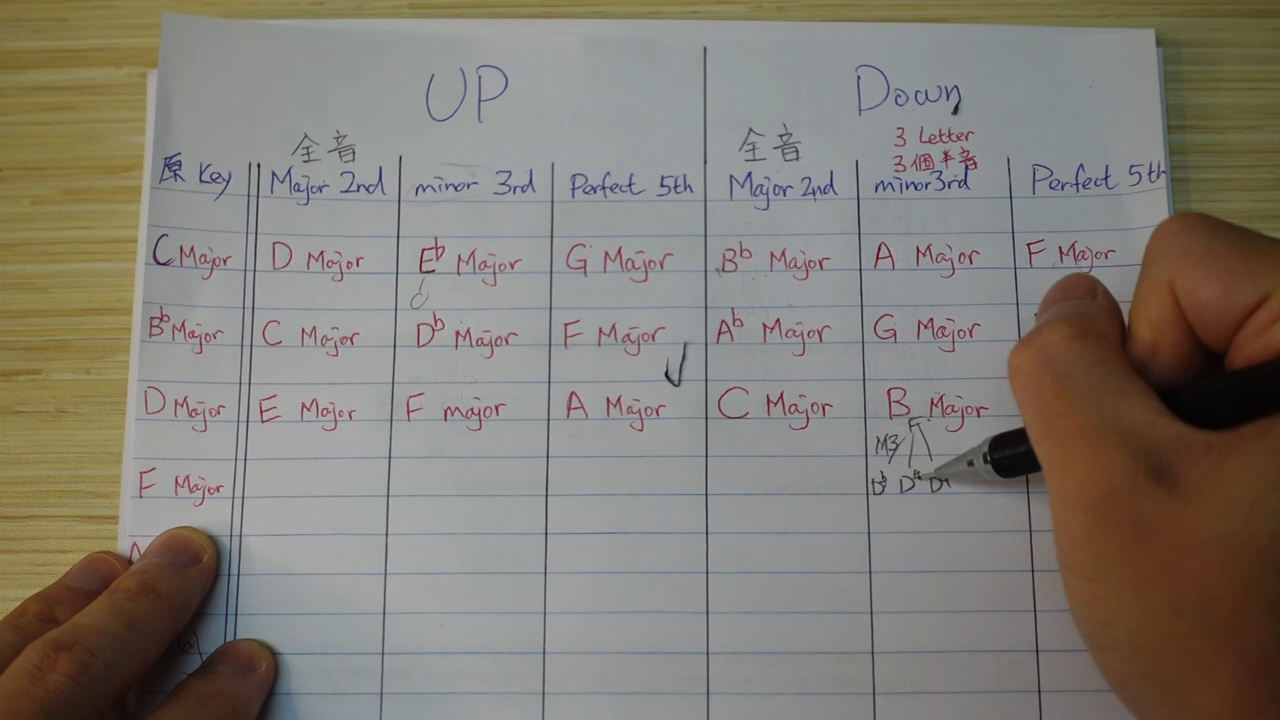 UP Down
全音 全音 3 Letter
3個半音
原 Key Major 2nd minor 3rd Perfect 5th Major 2nd minor 3rd Perfect 5th
C Major D Major E♭ Major G Major B♭ Major A Major F Major
B♭ Major C Major D♭ Major F Major A♭ Major G Major
D Major E Major F major A Major C Major B Major
M3
F Major D♭ D#